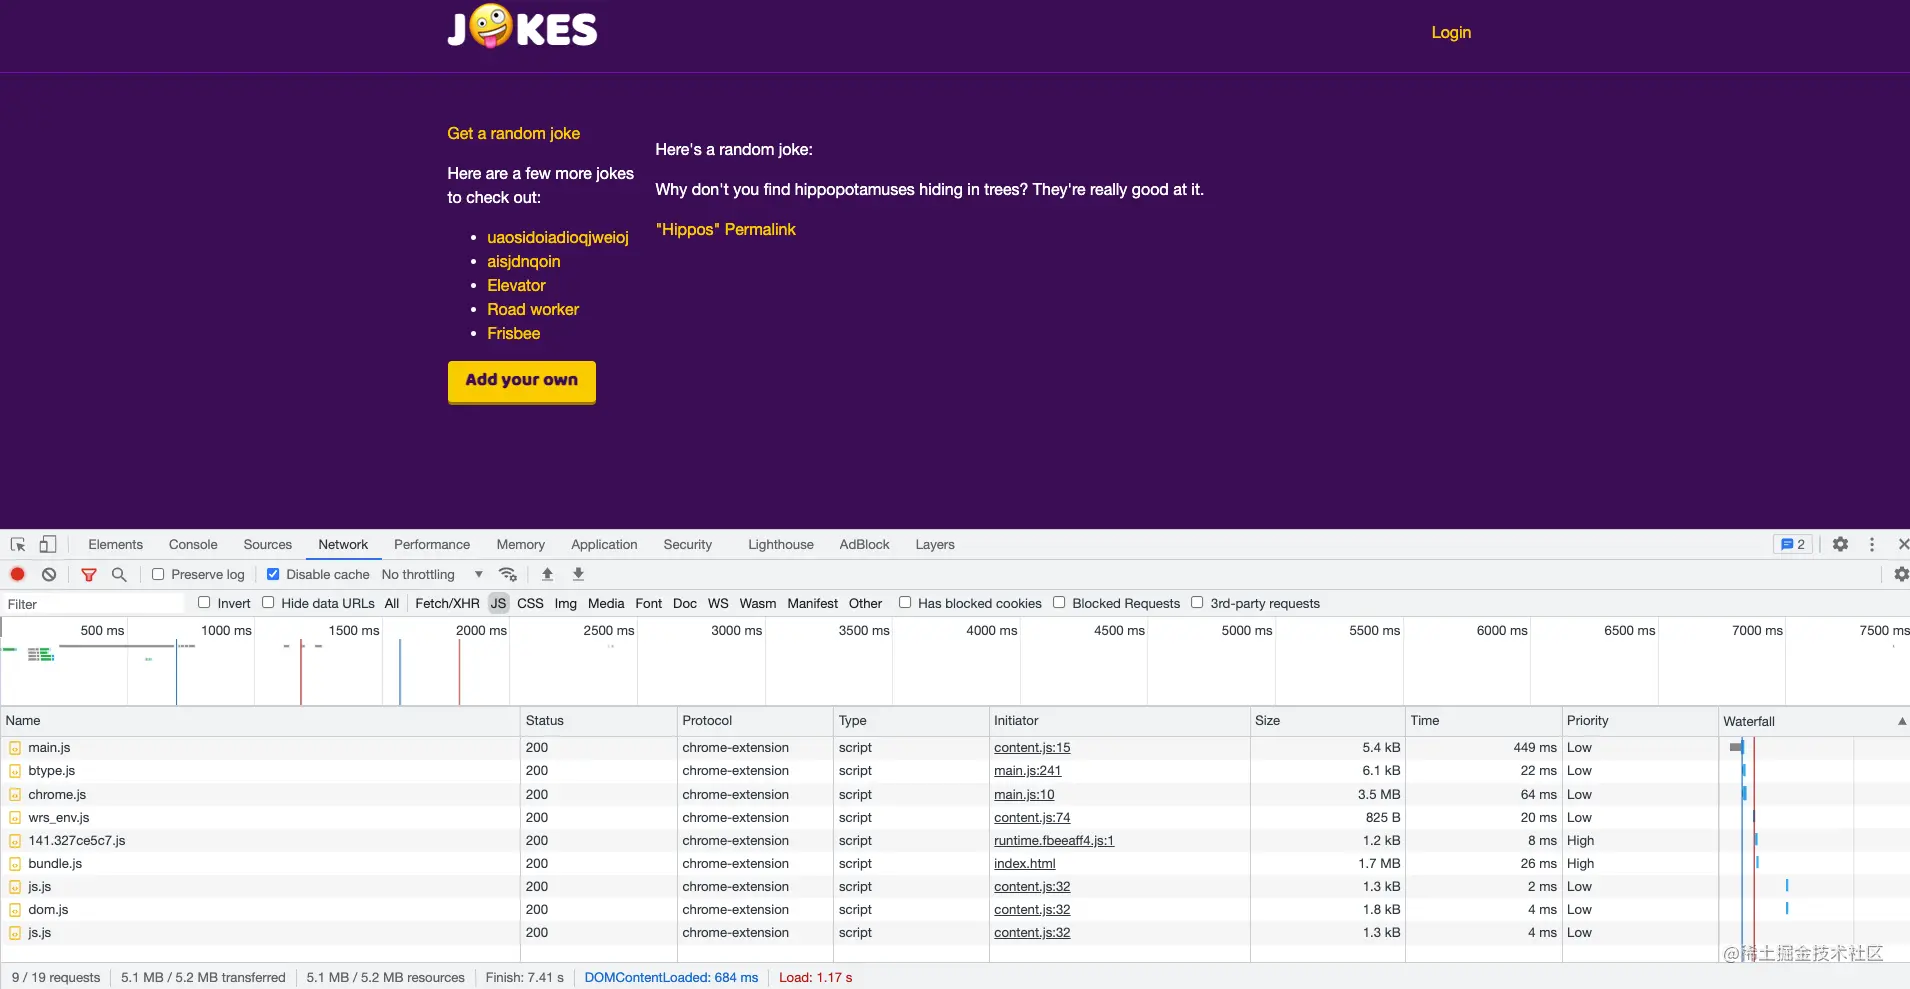 J🤪KES
Login
Get a random joke
Here are a few more jokes
to check out:
uaosidoiadioqjweioj
aisjdnqoin
Elevator
Road worker
Frisbee
Add your own
Here's a random joke:
Why don't you find hippopotamuses hiding in trees? They're really good at it.
"Hippos" Permalink
Elements Console Sources Network Performance Memory Application Security Lighthouse AdBlock Layers 2
Preserve log Disable cache No throttling
Filter Invert Hide data URLs All Fetch/XHR JS CSS Img Media Font Doc WS Wasm Manifest Other Has blocked cookies Blocked Requests 3rd-party requests
500 ms 1000 ms 1500 ms 2000 ms 2500 ms 3000 ms 3500 ms 4000 ms 4500 ms 5000 ms 5500 ms 6000 ms 6500 ms 7000 ms 7500 ms
Name Status Protocol Type Initiator Size Time Priority Waterfall
main.js 200 chrome-extension script content.js:15 5.4 kB 449 ms Low
btype.js 200 chrome-extension script main.js:241 6.1 kB 22 ms Low
chrome.js 200 chrome-extension script main.js:10 3.5 MB 64 ms Low
wrs_env.js 200 chrome-extension script content.js:74 825 B 20 ms Low
141.327ce5c7.js 200 chrome-extension script runtime.fbeeaff4.js:1 1.2 kB 8 ms High
bundle.js 200 chrome-extension script index.html 1.7 MB 26 ms High
js.js 200 chrome-extension script content.js:32 1.3 kB 2 ms Low
dom.js 200 chrome-extension script content.js:32 1.8 kB 4 ms Low
js.js 200 chrome-extension script content.js:32 1.3 kB 4 ms Low
@稀土掘金技术社区
9 / 19 requests 5.1 MB / 5.2 MB transferred 5.1 MB / 5.2 MB resources Finish: 7.41 s DOMContentLoaded: 684 ms Load: 1.17 s